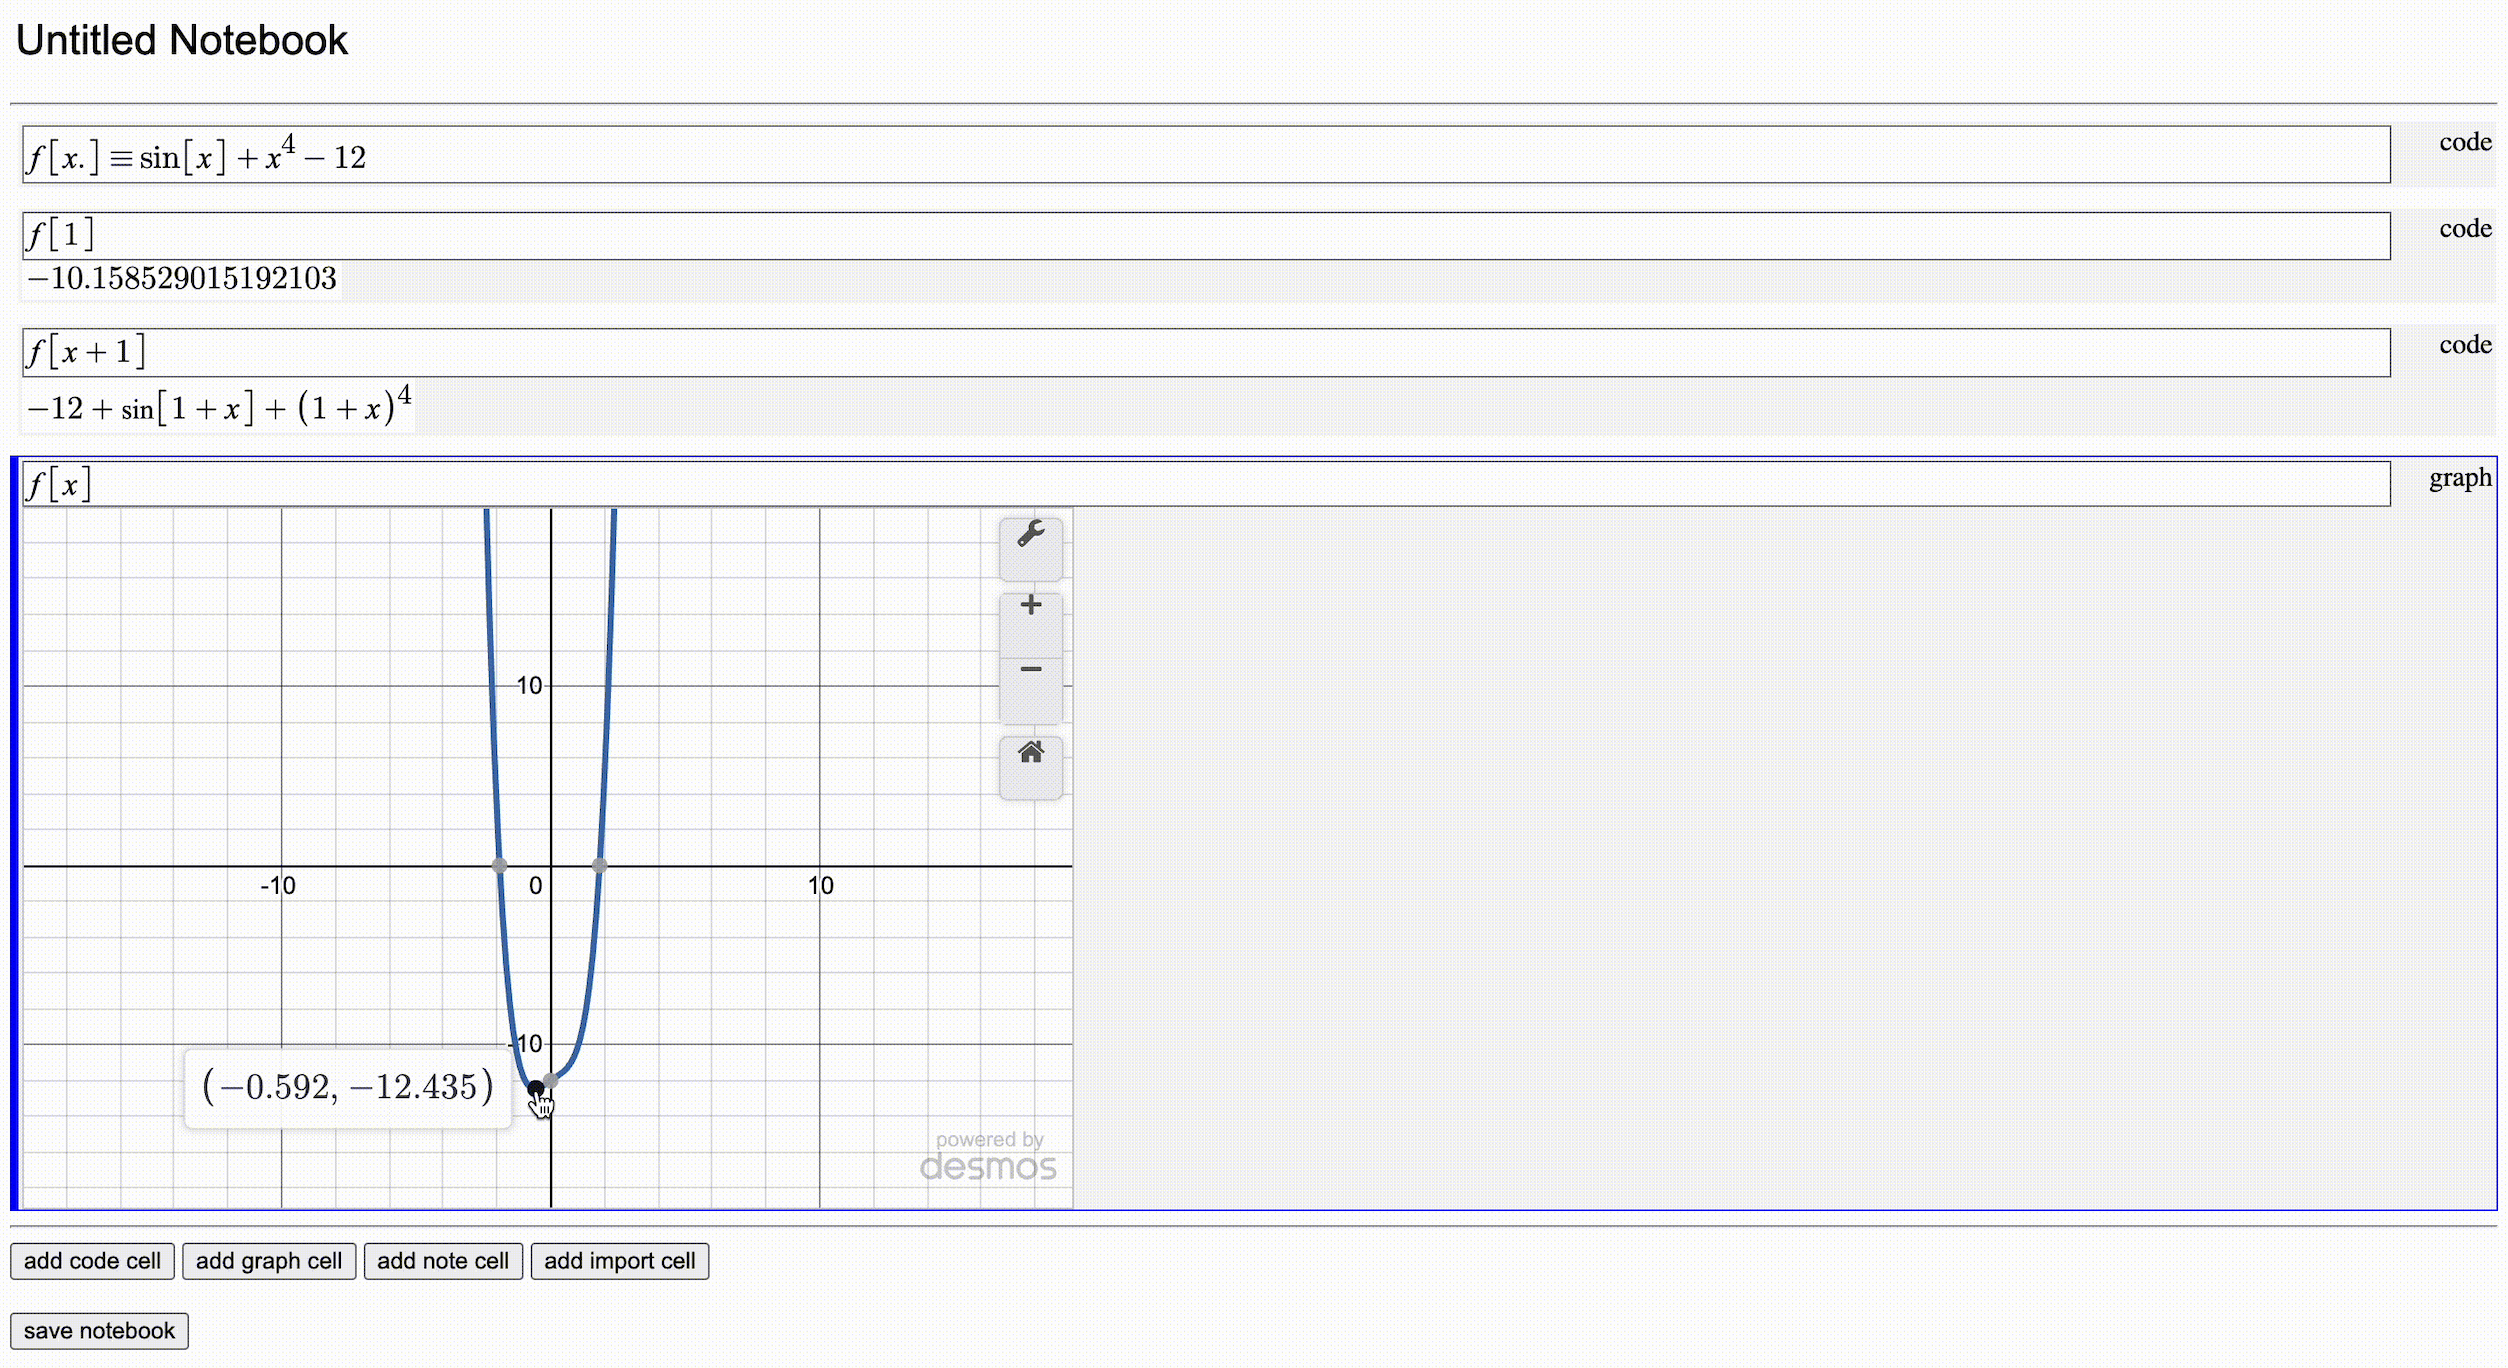 Untitled Notebook
f[x.] ≡ sin[x] + x⁴ − 12
code
f[1]
code
−10.158529015192103
f[x + 1]
code
−12 + sin[1 + x] + (1 + x)⁴
f[x]
graph
10
-10
0
10
-10
(−0.592, −12.435)
powered by
desmos
add code cell
add graph cell
add note cell
add import cell
save notebook